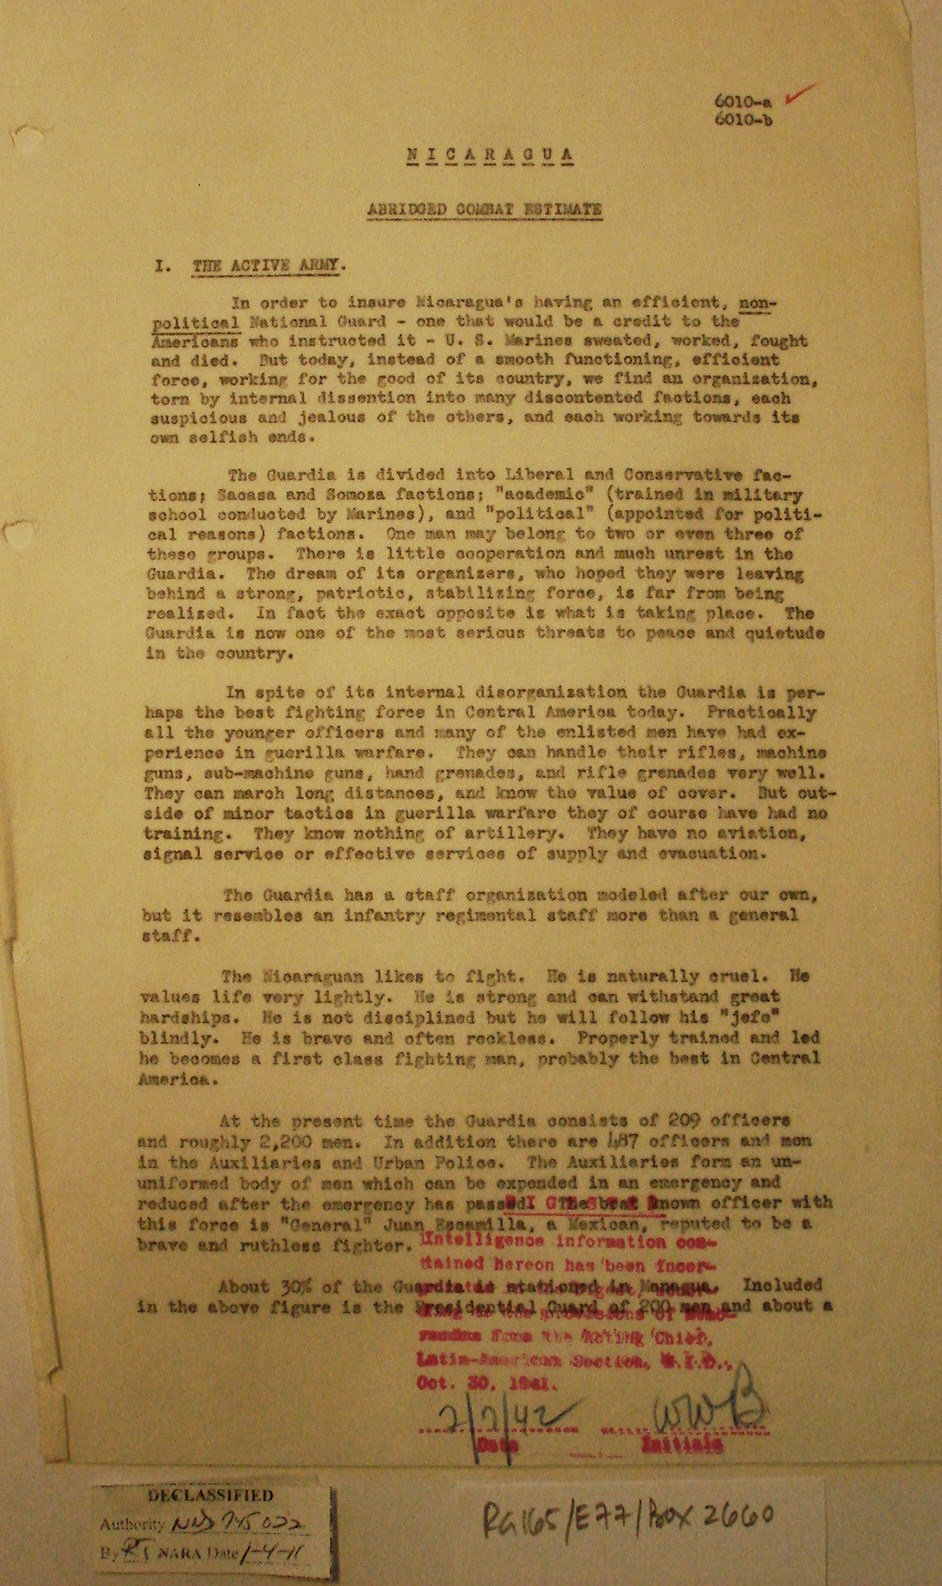 6010-a
6010-b
NICARAGUA
ABRIDGED COMBAT ESTIMATE
I. THE ACTIVE ARMY.
In order to insure Nicaragua's having an efficient, non-
political National Guard - one that would be a credit to the
Americans who instructed it - U. S. Marines sweated, worked, fought
and died. But today, instead of a smooth functioning, efficient
force, working for the good of its country, we find an organization,
torn by internal dissention into many discontented factions, each
suspicious and jealous of the others, and each working towards its
own selfish ends.
The Guardia is divided into Liberal and Conservative fac-
tions; Sacasa and Somoza factions; "academic" (trained in military
school conducted by Marines), and "political" (appointed for politi-
cal reasons) factions. One man may belong to two or even three of
these groups. There is little cooperation and much unrest in the
Guardia. The dream of its organizers, who hoped they were leaving
behind a strong, patriotic, stabilizing force, is far from being
realized. In fact the exact opposite is what is taking place. The
Guardia is now one of the most serious threats to peace and quietude
in the country.
In spite of its internal disorganization the Guardia is per-
haps the best fighting force in Central America today. Practically
all the younger officers and many of the enlisted men have had ex-
perience in guerilla warfare. They can handle their rifles, machine
guns, sub-machine guns, hand grenades, and rifle grenades very well.
They can march long distances, and know the value of cover. But out-
side of minor tactics in guerilla warfare they of course have had no
training. They know nothing of artillery. They have no aviation,
signal service or effective services of supply and evacuation.
The Guardia has a staff organization modeled after our own,
but it resembles an infantry regimental staff more than a general
staff.
The Nicaraguan likes to fight. He is naturally cruel. He
values life very lightly. He is strong and can withstand great
hardships. He is not disciplined but he will follow his "jefe"
blindly. He is brave and often reckless. Properly trained and led
he becomes a first class fighting man, probably the best in Central
America.
At the present time the Guardia consists of 209 officers
and roughly 2,200 men. In addition there are 487 officers and men
in the Auxiliaries and Urban Police. The Auxiliaries form an un-
uniformed body of men which can be expended in an emergency and
reduced after the emergency has passed. The best known officer with
this force is "General" Juan Escamilla, a Mexican, reputed to be a
brave and ruthless fighter.
Intelligence information con-
tained hereon has been incor-
About 30% of the Guardia is stationed in Managua. Included
in the above figure is the Presidential Guard of 200 men and about a
from the Acting Chief,
Latin-American Section, M.I.D.,
Oct. 30, 1941.
2/2/42 WWB
Date Initials
DECLASSIFIED
Authority NND 745022
By RT NARA Date 1-4-11
RG165/E77/Box 2660